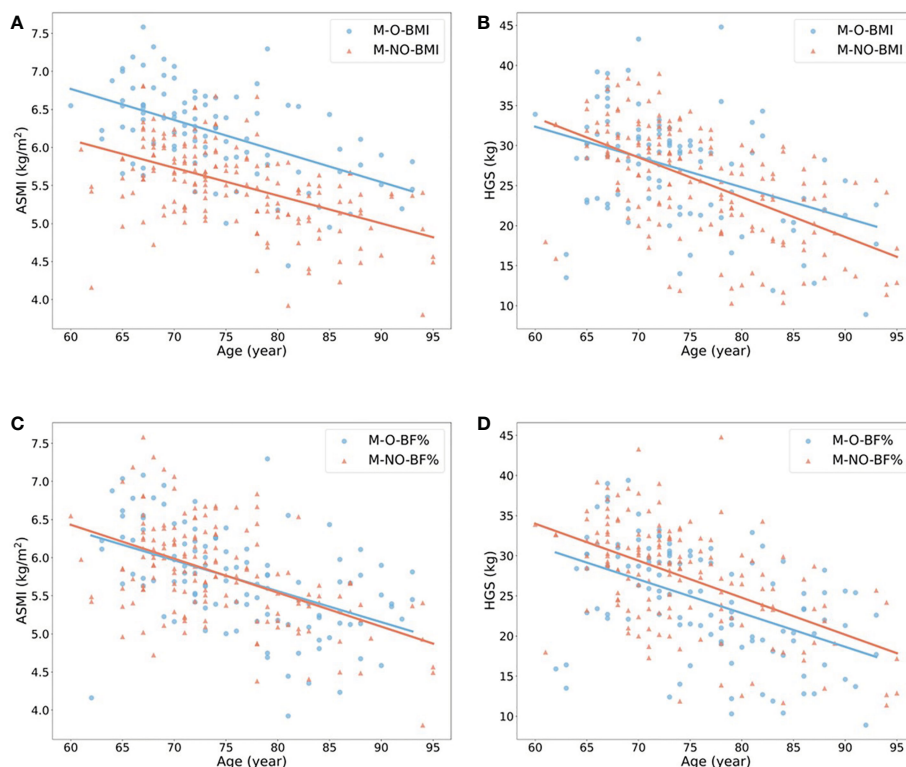 A
M-O-BMI
M-NO-BMI
ASMI (kg/m²)
7.5
7.0
6.5
6.0
5.5
5.0
4.5
4.0
60 65 70 75 80 85 90 95
Age (year)
B
M-O-BMI
M-NO-BMI
HGS (kg)
45
40
35
30
25
20
15
10
60 65 70 75 80 85 90 95
Age (year)
C
M-O-BF%
M-NO-BF%
ASMI (kg/m²)
7.5
7.0
6.5
6.0
5.5
5.0
4.5
4.0
60 65 70 75 80 85 90 95
Age (year)
D
M-O-BF%
M-NO-BF%
HGS (kg)
45
40
35
30
25
20
15
10
60 65 70 75 80 85 90 95
Age (year)